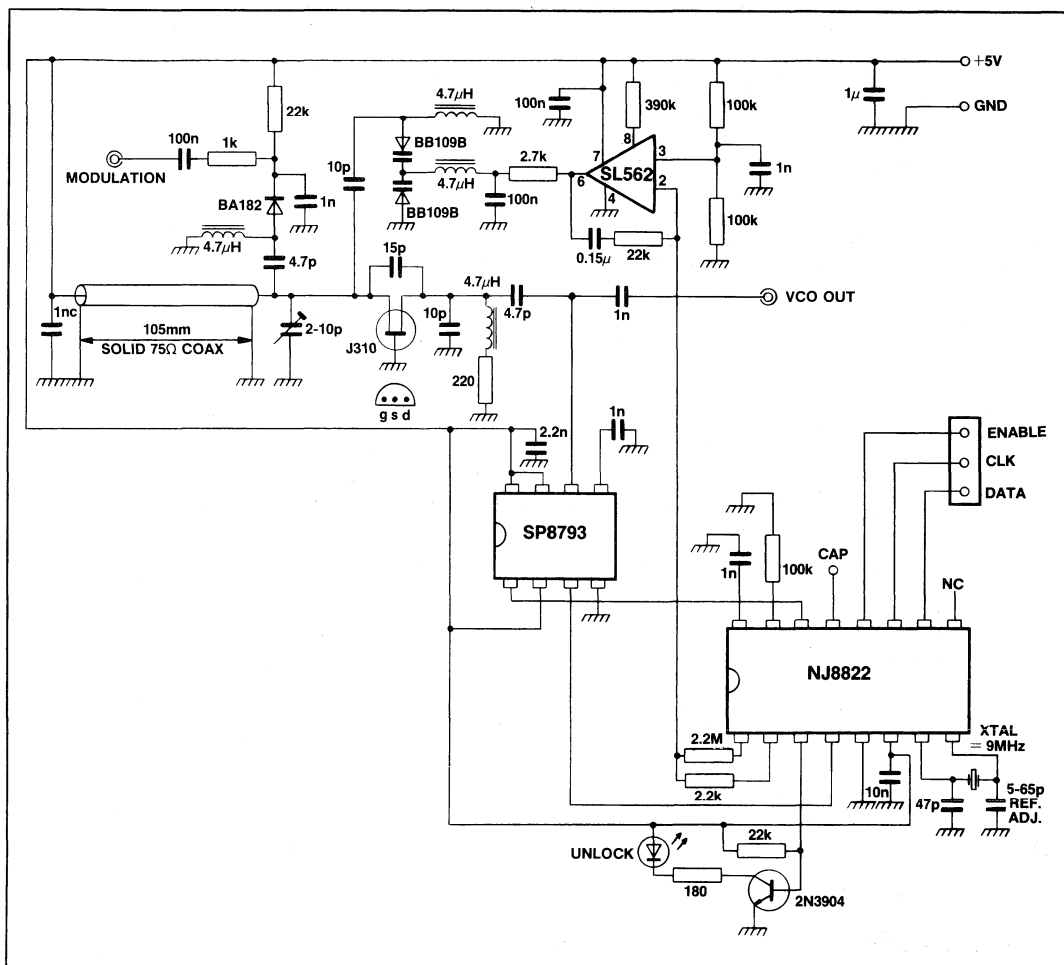 +5V
GND
1μ
22k
4.7μH
100n
390k
100k
100n
1k
MODULATION
10p
BB109B
4.7μH
2.7k
7
8
3
6
SL562
2
4
1n
BA182
1n
BB109B
100n
100k
4.7μH
4.7p
15p
0.15μ
22k
4.7μH
4.7p
1n
VCO OUT
1nc
105mm
SOLID 75Ω COAX
2-10p
J310
10p
220
g s d
2.2n
1n
ENABLE
CLK
DATA
SP8793
1n
100k
CAP
NC
NJ8822
XTAL
= 9MHz
2.2M
2.2k
10n
47p
5-65p
REF.
ADJ.
UNLOCK
22k
180
2N3904